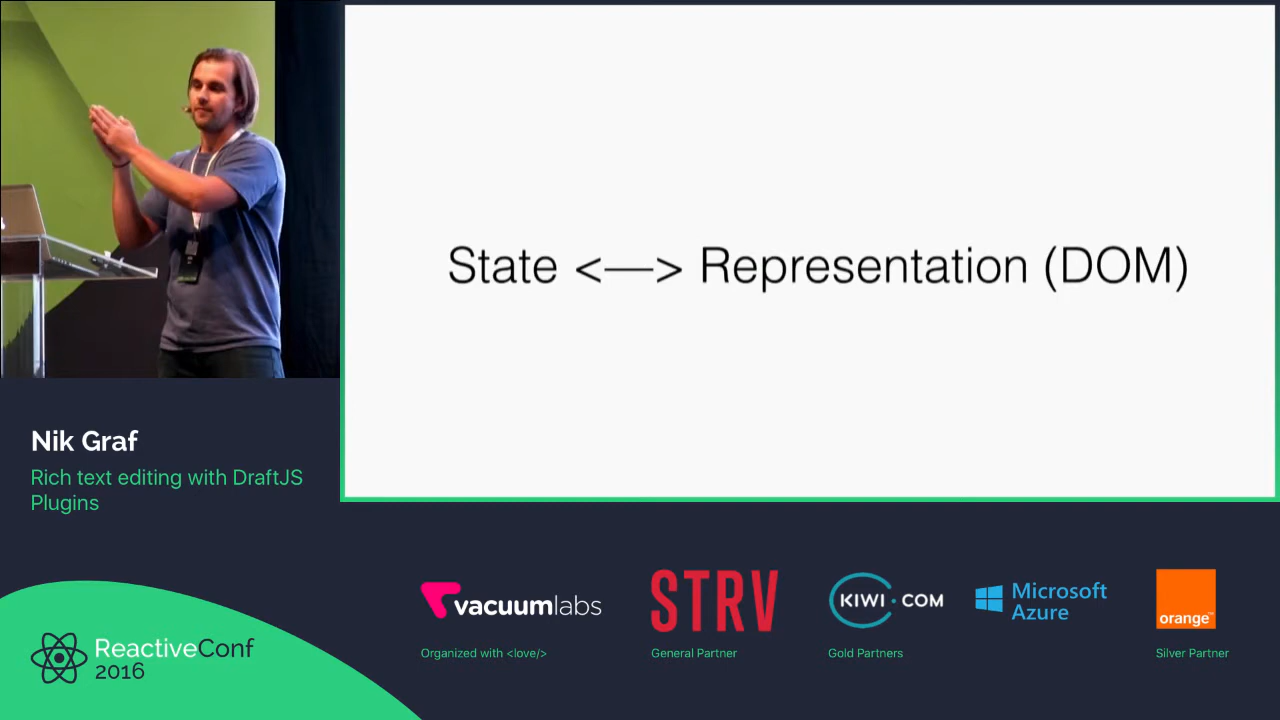 State <—> Representation (DOM)
Nik Graf
Rich text editing with DraftJS
Plugins
vacuumlabs
STRV
KIWI.COM
Microsoft
Azure
orange™
Organized with <love/>
General Partner
Gold Partners
Silver Partner
ReactiveConf
2016